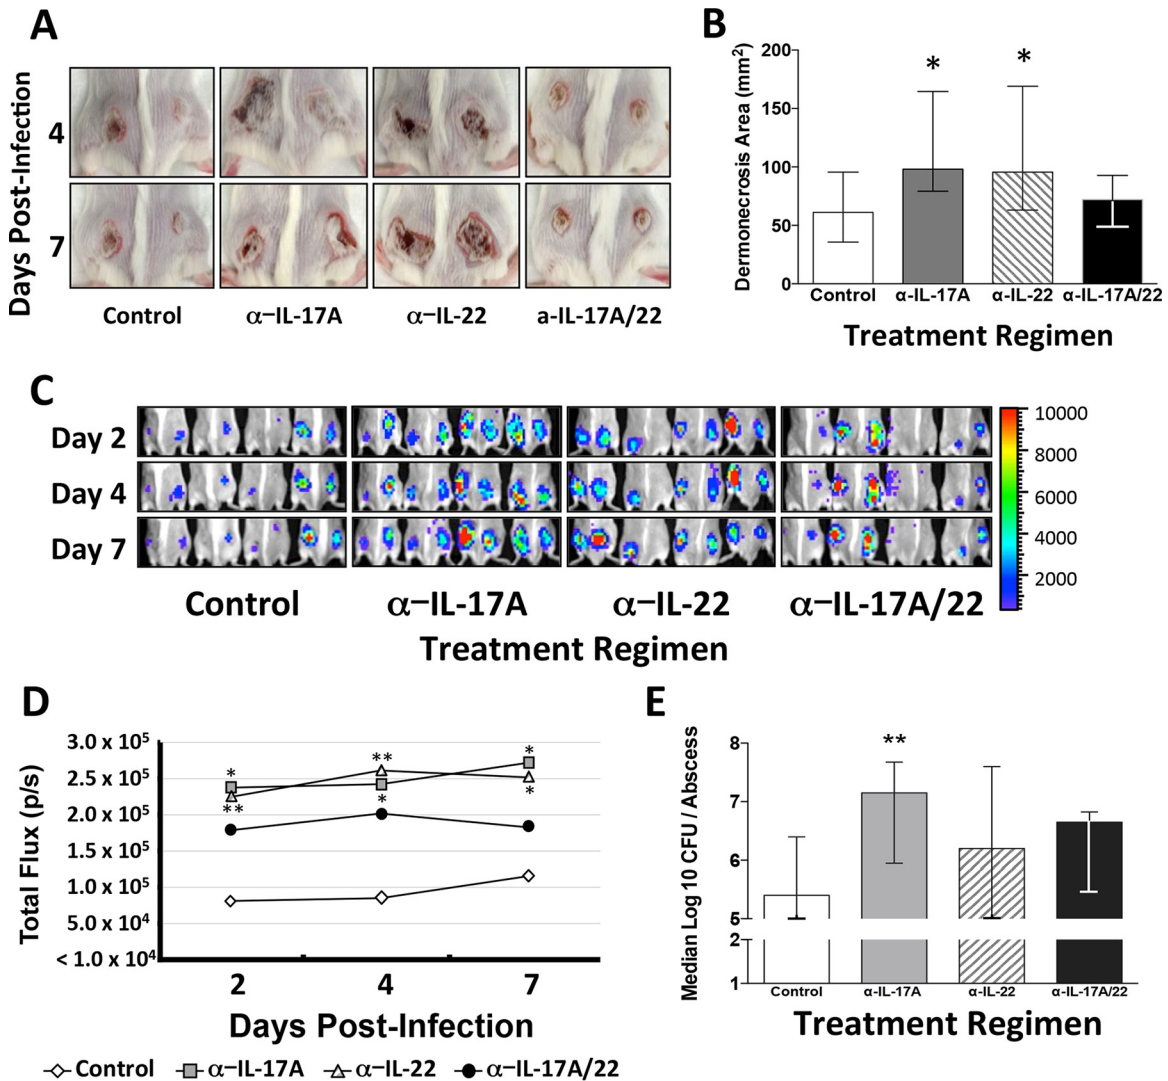 A
Days Post-Infection
4
7
Control
α−IL-17A
α−IL-22
a-IL-17A/22
B
Dermonecrosis Area (mm²)
200
150
100
50
0
*
*
Control
α-IL-17A
α-IL-22
α-IL-17A/22
Treatment Regimen
C
Day 2
Day 4
Day 7
10000
8000
6000
4000
2000
Control
α−IL-17A
α−IL-22
α−IL-17A/22
Treatment Regimen
D
Total Flux (p/s)
3.0 x 10⁵
2.5 x 10⁵
2.0 x 10⁵
1.5 x 10⁵
1.0 x 10⁵
5.0 x 10⁴
< 1.0 x 10⁴
*
**
**
*
*
*
2
4
7
Days Post-Infection
Control
α−IL-17A
α−IL-22
α−IL-17A/22
E
Median Log 10 CFU / Abscess
8
7
6
5
2
1
**
Control
α-IL-17A
α-IL-22
α-IL-17A/22
Treatment Regimen